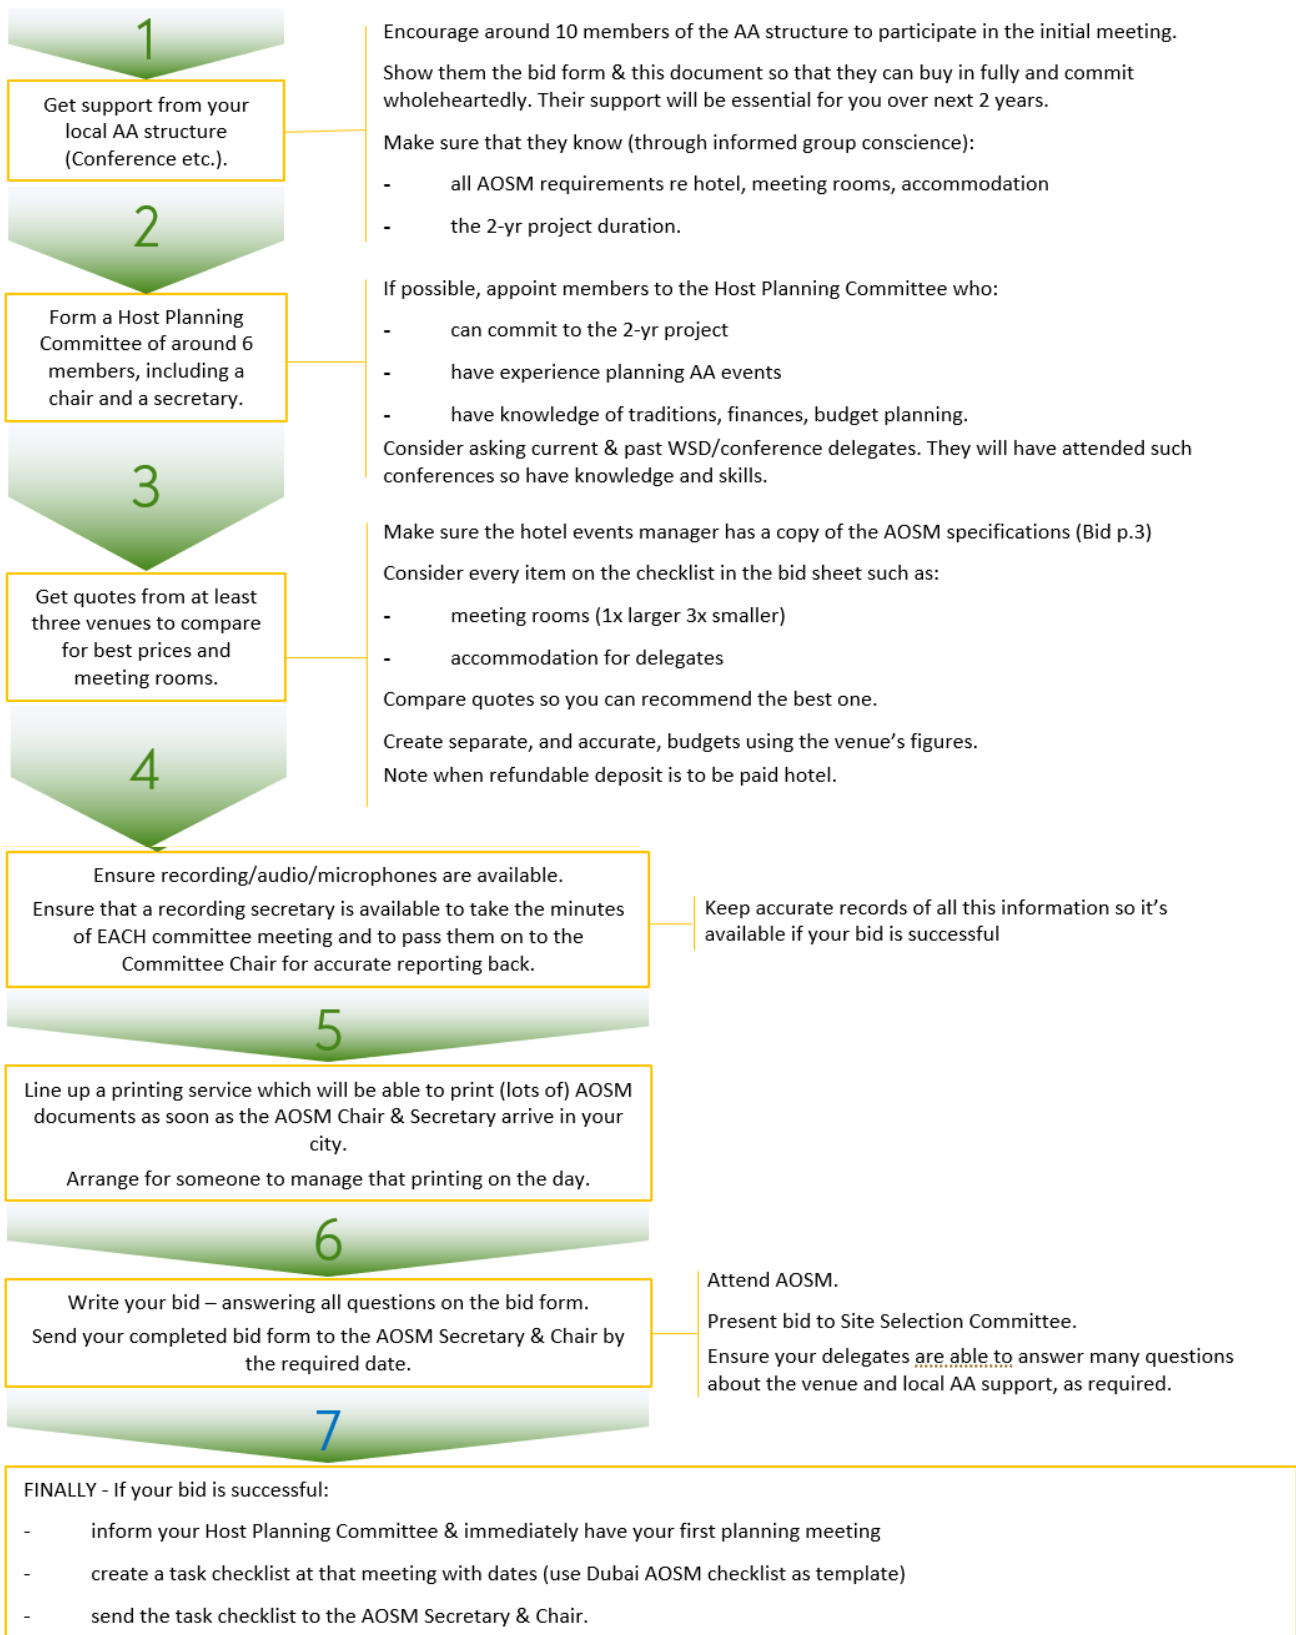 1
Get support from your
local AA structure
(Conference etc.).
Encourage around 10 members of the AA structure to participate in the initial meeting.
Show them the bid form & this document so that they can buy in fully and commit
wholeheartedly. Their support will be essential for you over next 2 years.
Make sure that they know (through informed group conscience):
- all AOSM requirements re hotel, meeting rooms, accommodation
- the 2-yr project duration.
2
Form a Host Planning
Committee of around 6
members, including a
chair and a secretary.
If possible, appoint members to the Host Planning Committee who:
- can commit to the 2-yr project
- have experience planning AA events
- have knowledge of traditions, finances, budget planning.
Consider asking current & past WSD/conference delegates. They will have attended such
conferences so have knowledge and skills.
3
Get quotes from at least
three venues to compare
for best prices and
meeting rooms.
Make sure the hotel events manager has a copy of the AOSM specifications (Bid p.3)
Consider every item on the checklist in the bid sheet such as:
- meeting rooms (1x larger 3x smaller)
- accommodation for delegates
Compare quotes so you can recommend the best one.
Create separate, and accurate, budgets using the venue's figures.
Note when refundable deposit is to be paid hotel.
4
Ensure recording/audio/microphones are available.
Ensure that a recording secretary is available to take the minutes
of EACH committee meeting and to pass them on to the
Committee Chair for accurate reporting back.
Keep accurate records of all this information so it's
available if your bid is successful
5
Line up a printing service which will be able to print (lots of) AOSM
documents as soon as the AOSM Chair & Secretary arrive in your
city.
Arrange for someone to manage that printing on the day.
6
Write your bid – answering all questions on the bid form.
Send your completed bid form to the AOSM Secretary & Chair by
the required date.
Attend AOSM.
Present bid to Site Selection Committee.
Ensure your delegates are able to answer many questions
about the venue and local AA support, as required.
7
FINALLY - If your bid is successful:
- inform your Host Planning Committee & immediately have your first planning meeting
- create a task checklist at that meeting with dates (use Dubai AOSM checklist as template)
- send the task checklist to the AOSM Secretary & Chair.